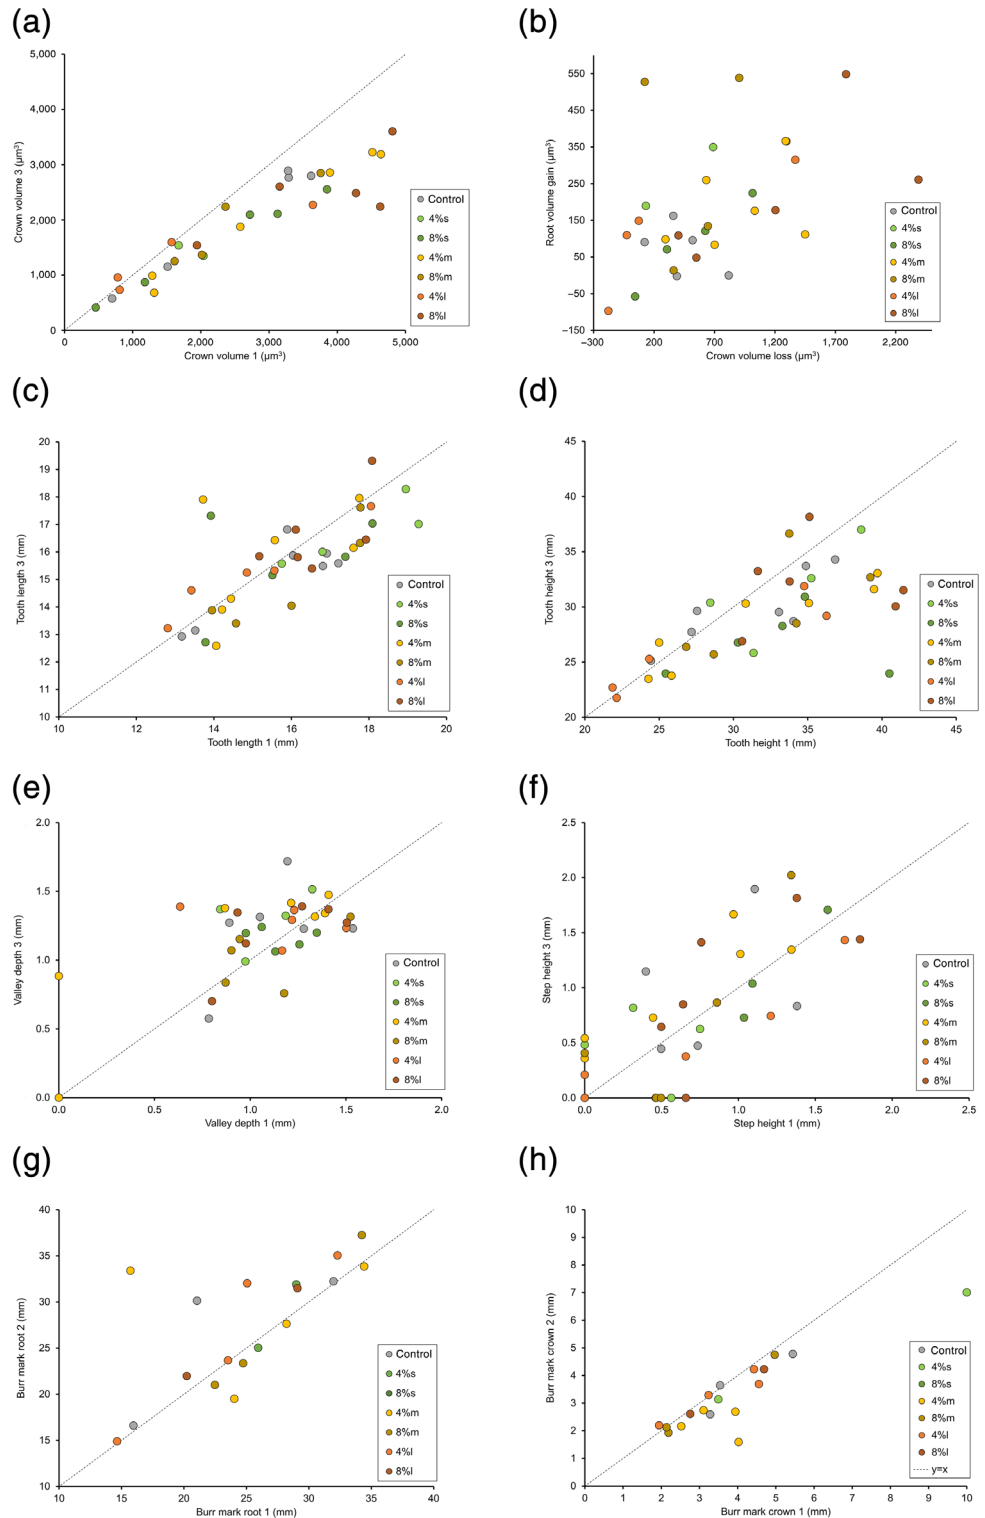 (a)
5,000
4,000
3,000
2,000
1,000
0
Crown volume 3 (µm³)
0 1,000 2,000 3,000 4,000 5,000
Crown volume 1 (µm³)
Control
4%s
8%s
4%m
8%m
4%l
8%l
(b)
550
450
350
250
150
50
−50
−150
Root volume gain (µm³)
−300 200 700 1,200 1,700 2,200
Crown volume loss (µm³)
Control
4%s
8%s
4%m
8%m
4%l
8%l
(c)
20
19
18
17
16
15
14
13
12
11
10
Tooth length 3 (mm)
10 12 14 16 18 20
Tooth length 1 (mm)
Control
4%s
8%s
4%m
8%m
4%l
8%l
(d)
45
40
35
30
25
20
Tooth height 3 (mm)
20 25 30 35 40 45
Tooth height 1 (mm)
Control
4%s
8%s
4%m
8%m
4%l
8%l
(e)
2.0
1.5
1.0
0.5
0.0
Valley depth 3 (mm)
0.0 0.5 1.0 1.5 2.0
Valley depth 1 (mm)
Control
4%s
8%s
4%m
8%m
4%l
8%l
(f)
2.5
2.0
1.5
1.0
0.5
0.0
Step height 3 (mm)
0.0 0.5 1.0 1.5 2.0 2.5
Step height 1 (mm)
Control
4%s
8%s
4%m
8%m
4%l
8%l
(g)
40
35
30
25
20
15
10
Burr mark root 2 (mm)
10 15 20 25 30 35 40
Burr mark root 1 (mm)
Control
4%s
8%s
4%m
8%m
4%l
8%l
(h)
10
9
8
7
6
5
4
3
2
1
0
Burr mark crown 2 (mm)
0 1 2 3 4 5 6 7 8 9 10
Burr mark crown 1 (mm)
Control
4%s
8%s
4%m
8%m
4%l
8%l
y=x